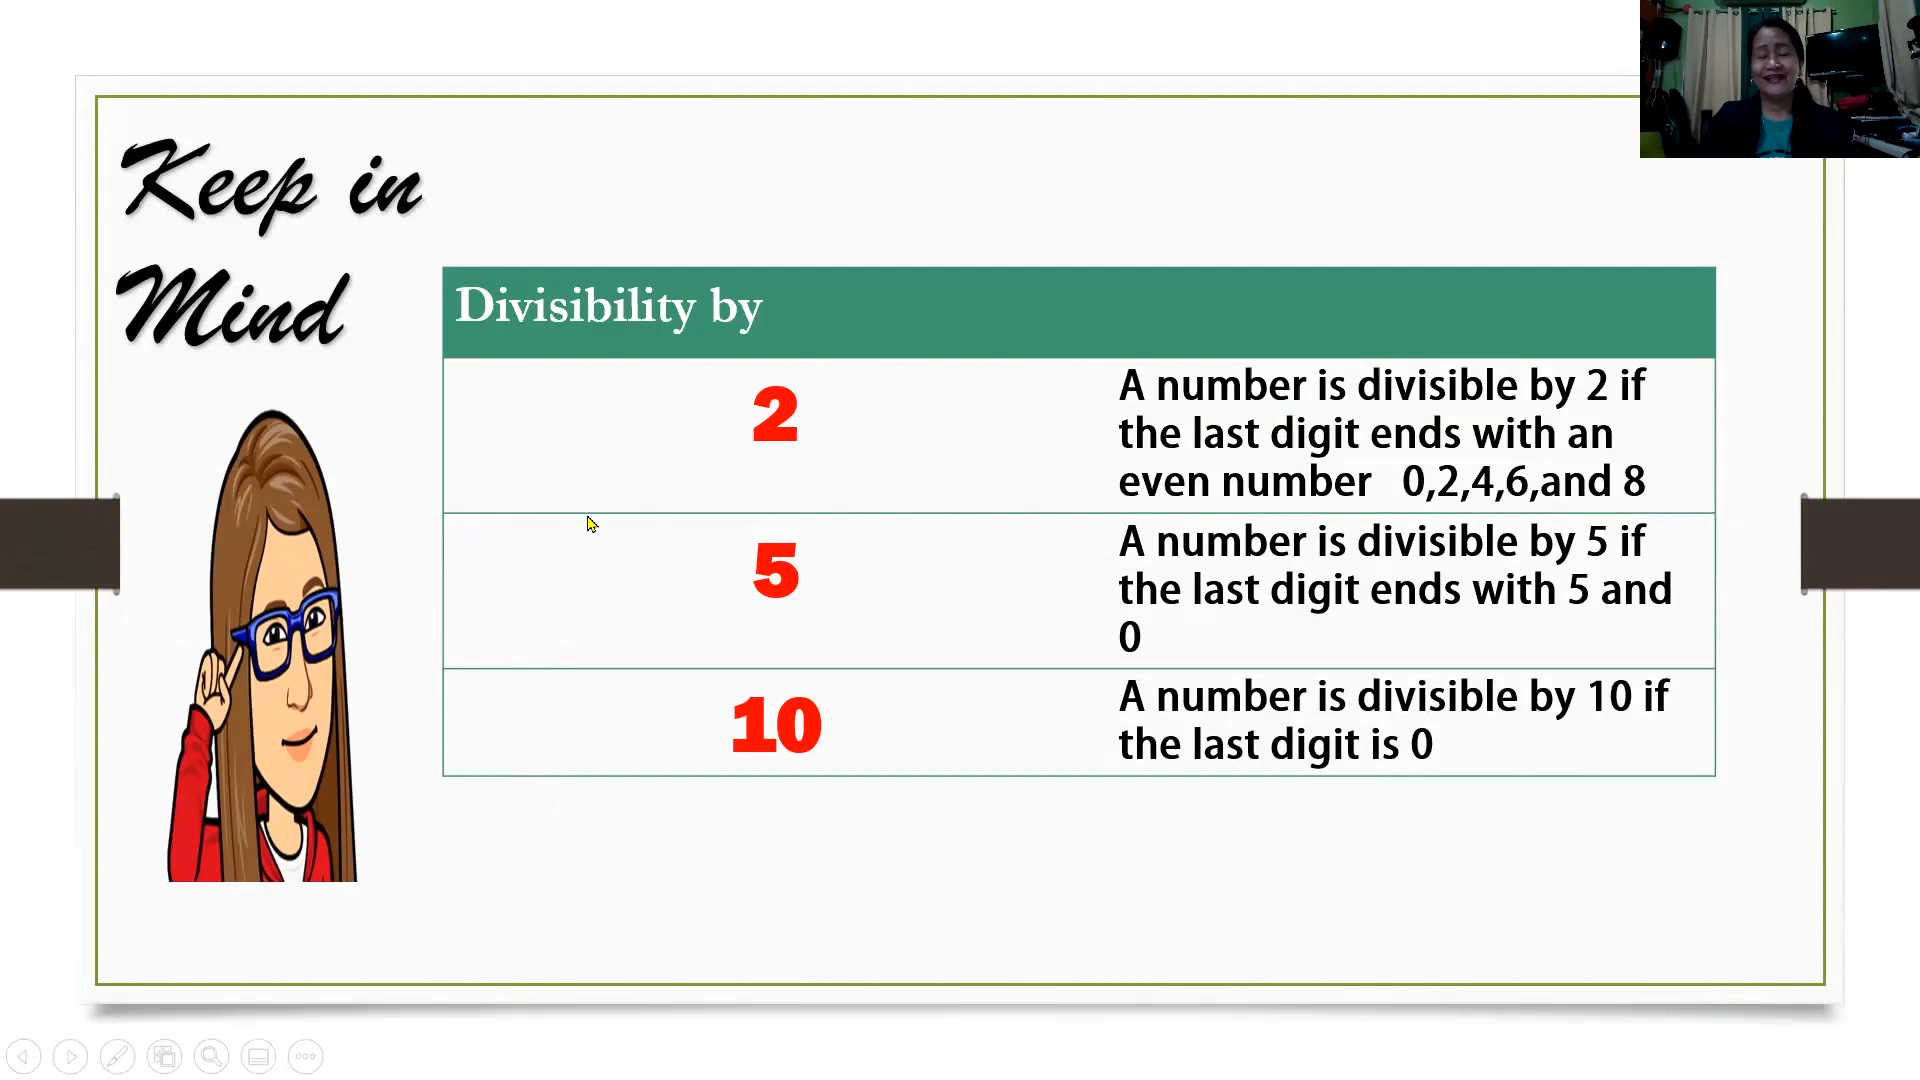 Keep in
Mind
Divisibility by
2
A number is divisible by 2 if
the last digit ends with an
even number 0,2,4,6,and 8
5
A number is divisible by 5 if
the last digit ends with 5 and
0
10
A number is divisible by 10 if
the last digit is 0